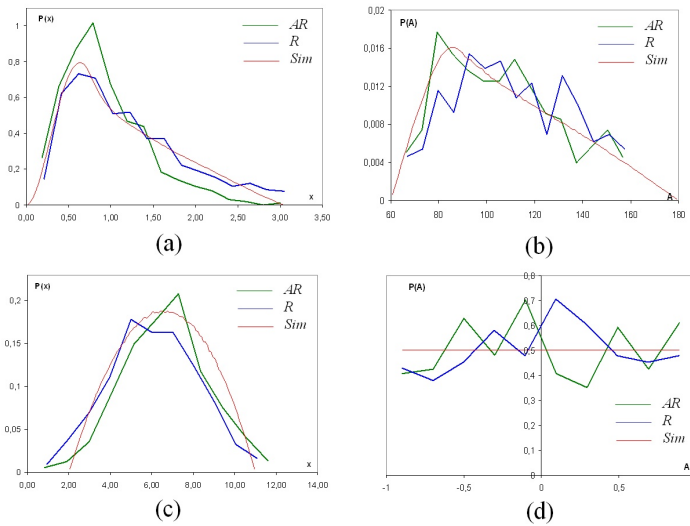 P(x)
AR
R
Sim
1
0,8
0,6
0,4
0,2
0
0,00 0,50 1,00 1,50 2,00 2,50 3,00 3,50
x
(a)
P(A)
AR
R
Sim
0,02
0,016
0,012
0,008
0,004
0
60 80 100 120 140 160 180
A
(b)
P(x)
AR
R
Sim
0,2
0,15
0,1
0,05
0
0,00 2,00 4,00 6,00 8,00 10,00 12,00 14,00
x
(c)
P(A)
0,8
0,7
0,6
0,5
0,4
0,3
0,2
0,1
0
AR
R
Sim
-1 -0,5 0 0,5
A
(d)